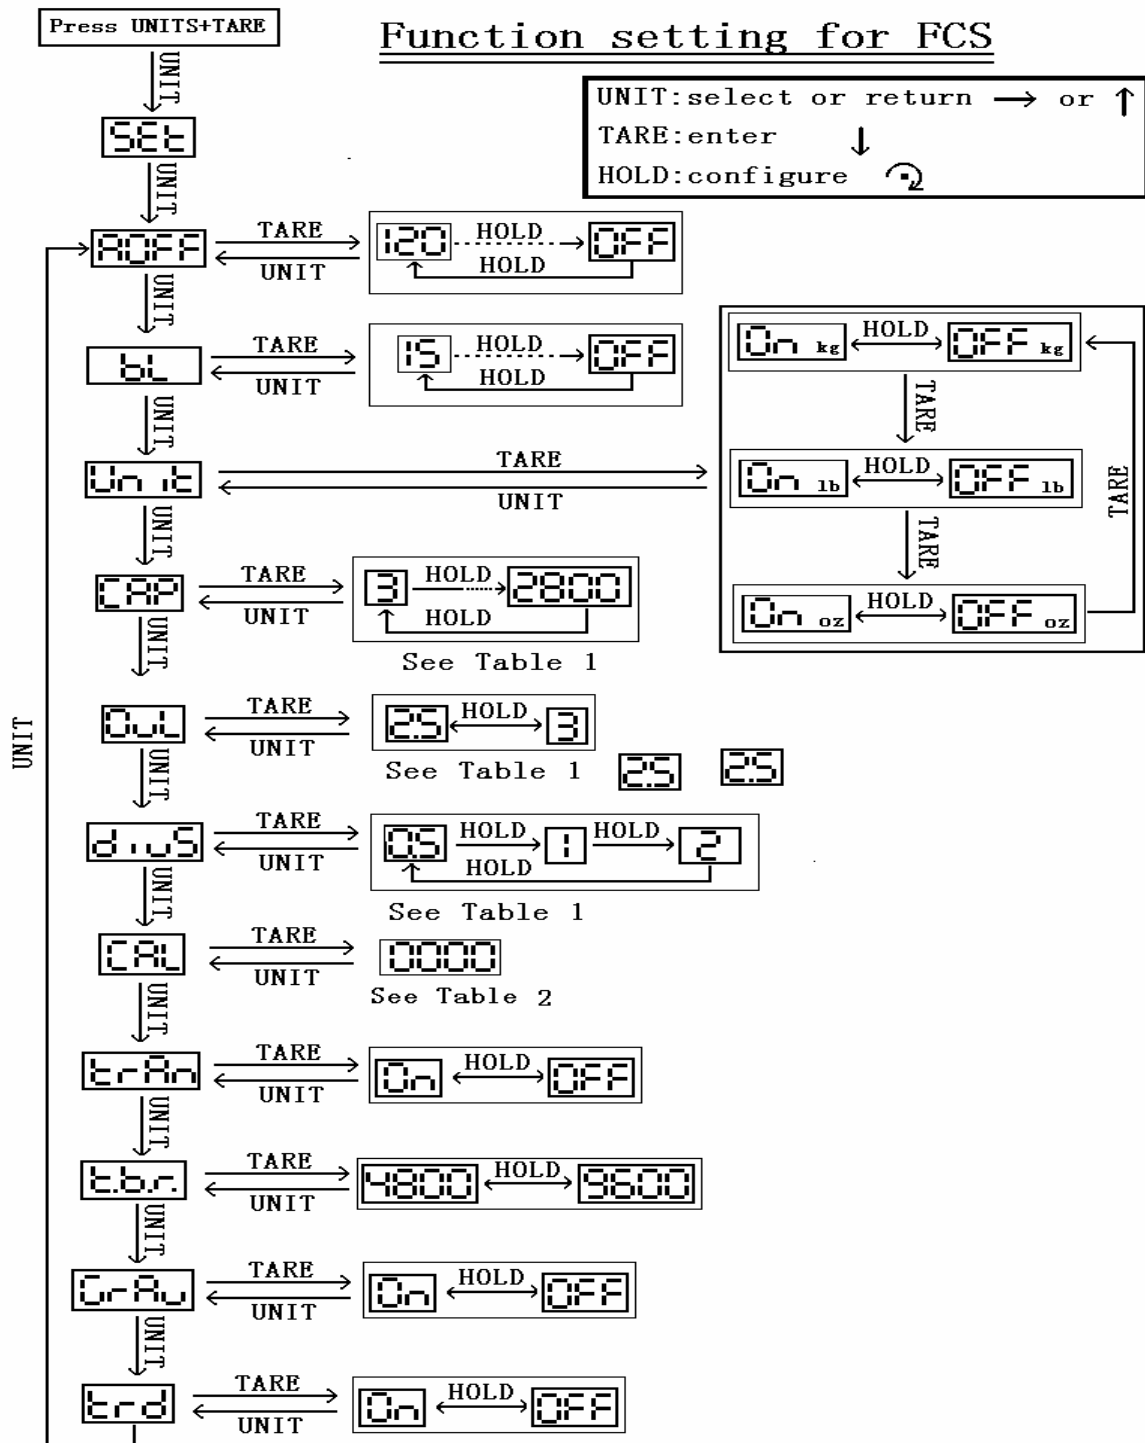 Press UNITS+TARE
Function setting for FCS
UNIT:select or return → or ↑
TARE:enter ↓
HOLD:configure
UNIT
SEt
UNIT
AOFF
TARE
UNIT
120
HOLD
OFF
HOLD
UNIT
bL
TARE
UNIT
15
HOLD
OFF
HOLD
UNIT
Unit
TARE
UNIT
On kg
HOLD
OFF kg
TARE
On lb
HOLD
OFF lb
TARE
On oz
HOLD
OFF oz
TARE
UNIT
CAP
TARE
UNIT
3
HOLD
2800
HOLD
See Table 1
UNIT
OuL
TARE
UNIT
2.5
HOLD
3
See Table 1
2.5
2.5
UNIT
UNIT
diuS
TARE
UNIT
0.5
HOLD
1
HOLD
2
HOLD
See Table 1
UNIT
CAL
TARE
UNIT
0000
See Table 2
UNIT
trAn
TARE
UNIT
On
HOLD
OFF
UNIT
t.b.r.
TARE
UNIT
4800
HOLD
9600
UNIT
GrAu
TARE
UNIT
On
HOLD
OFF
UNIT
trd
TARE
UNIT
On
HOLD
OFF